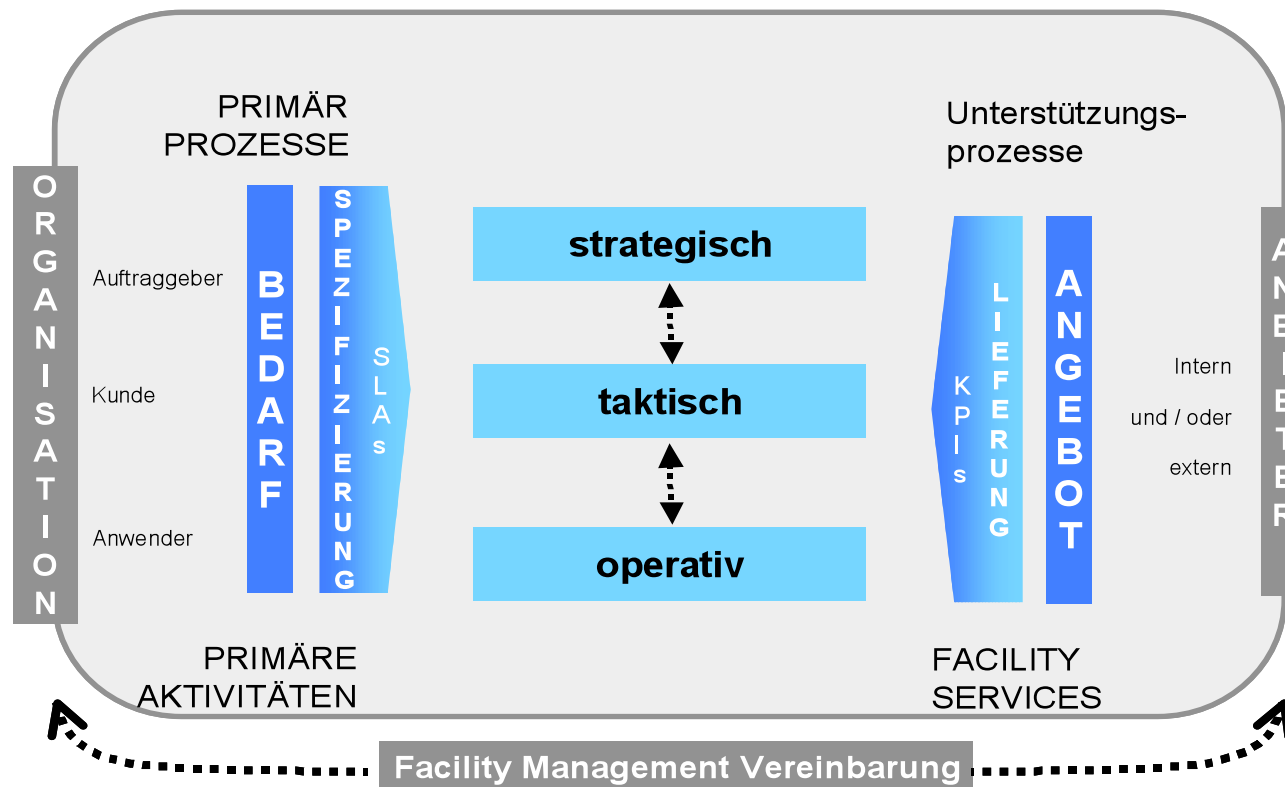 PRIMÄR
PROZESSE
Unterstützungs-
prozesse
ORGANISATION
Auftraggeber
Kunde
Anwender
BEDARF
SPEZIFIZIERUNG
SLAs
strategisch
taktisch
operativ
KPIs
LIEFERUNG
ANGEBOT
Intern
und / oder
extern
ANBIETER
PRIMÄRE
AKTIVITÄTEN
FACILITY
SERVICES
Facility Management Vereinbarung